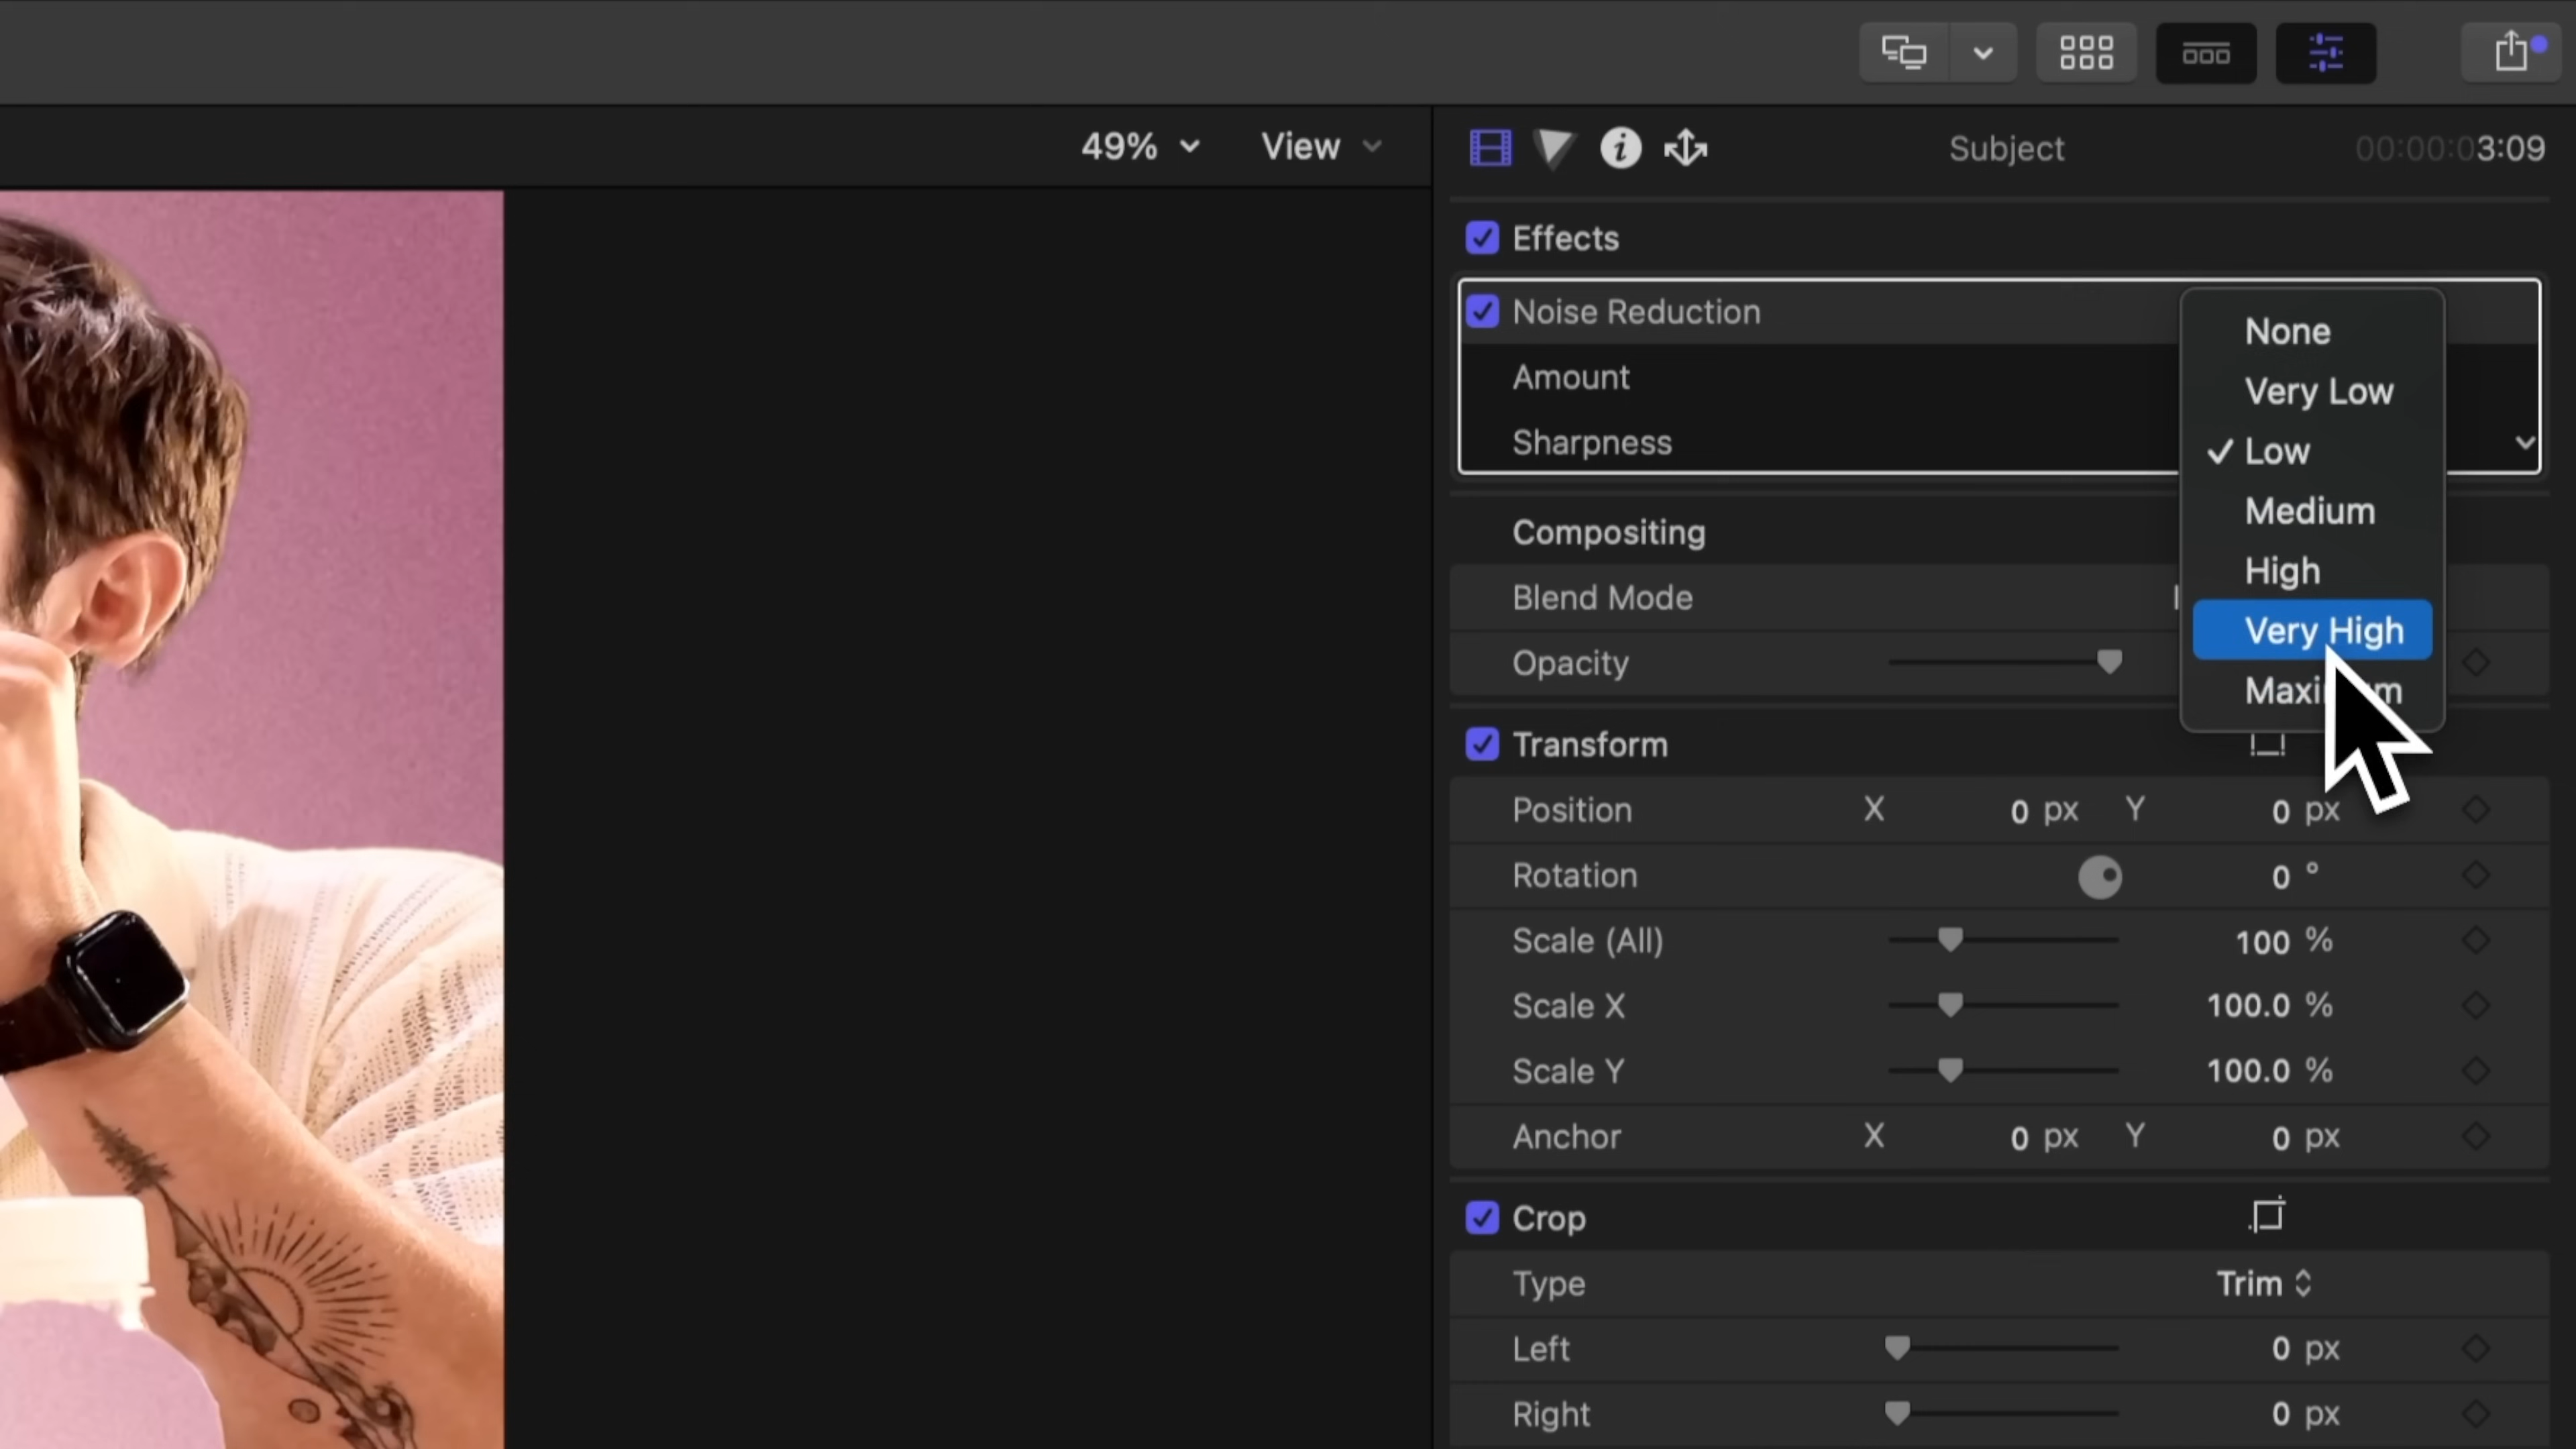 49% View
Subject 00:00:03:09
Effects
Noise Reduction
Amount
Sharpness
None
Very Low
Low
Medium
High
Very High
Compositing
Blend Mode
Opacity
Transform
Position X 0 px Y 0 px
Rotation 0 °
Scale (All) 100 %
Scale X 100.0 %
Scale Y 100.0 %
Anchor X 0 px Y 0 px
Crop
Type Trim
Left 0 px
Right 0 px